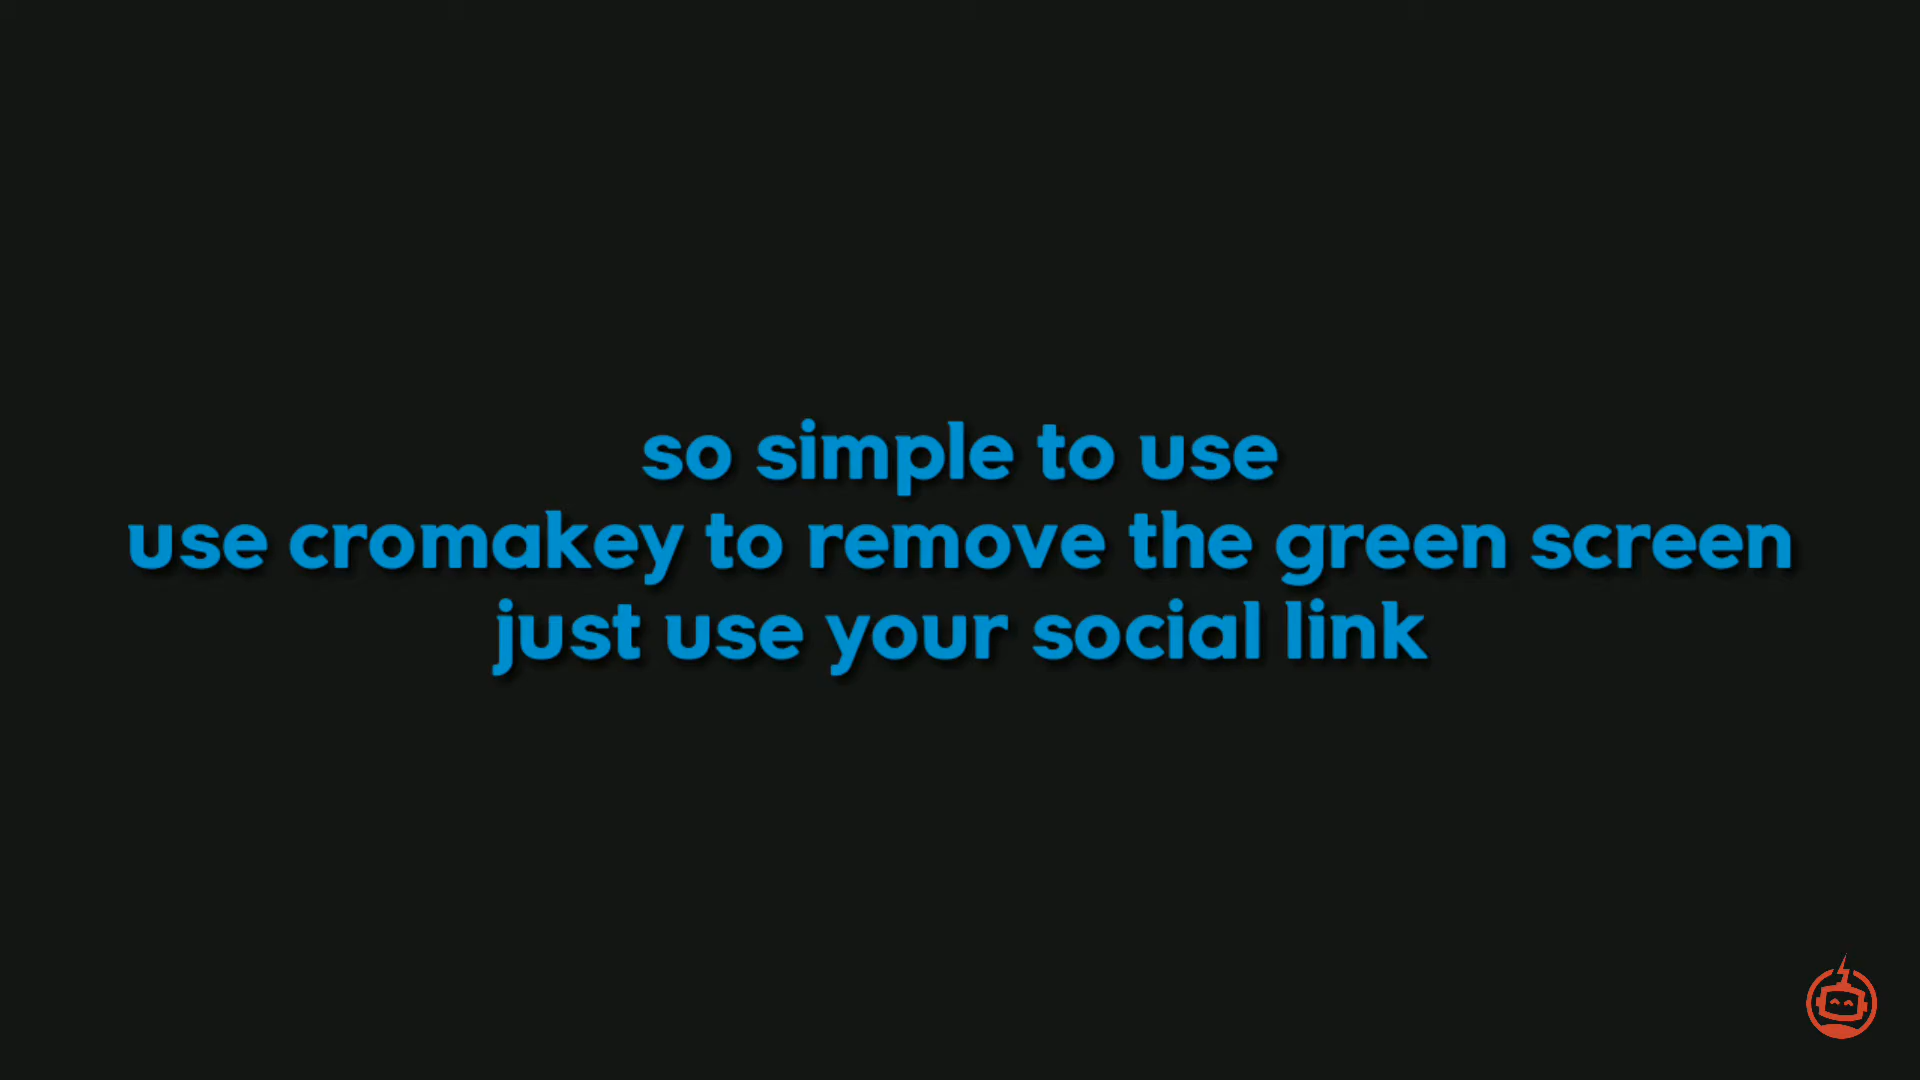 so simple to use
use cromakey to remove the green screen
just use your social link